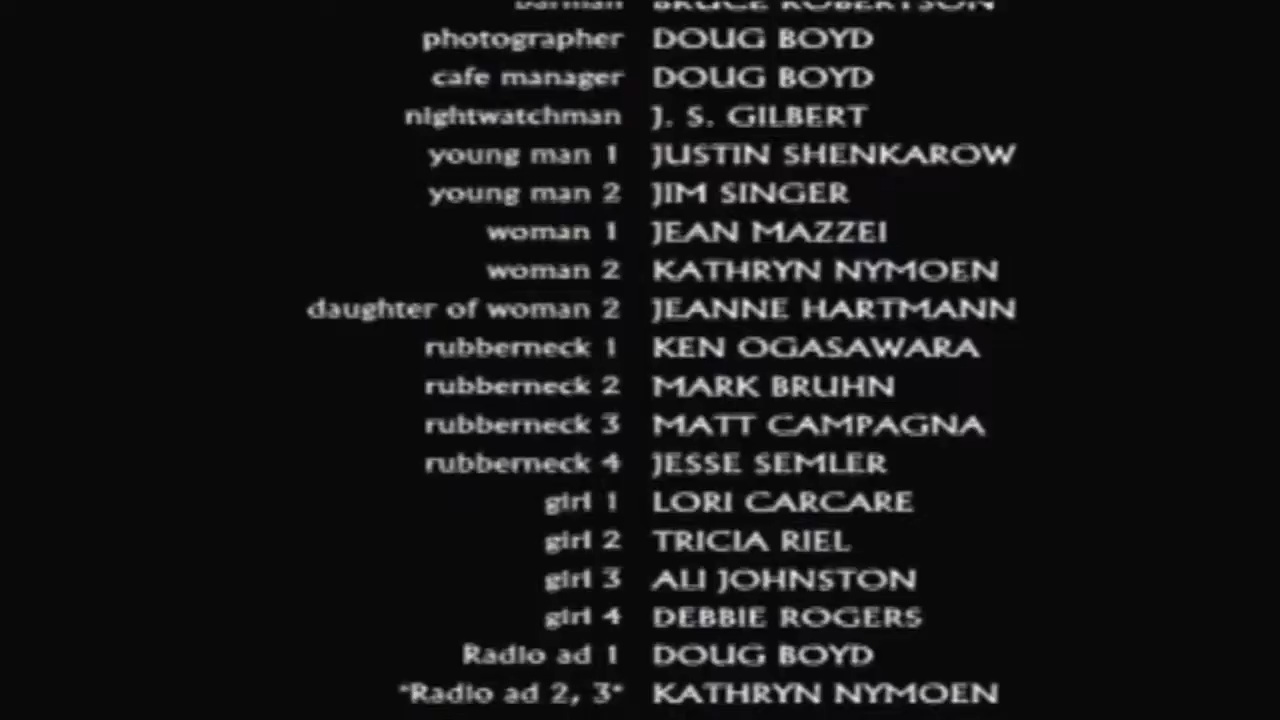 barman BRUCE ROBERTSON
photographer DOUG BOYD
cafe manager DOUG BOYD
nightwatchman J. S. GILBERT
young man 1 JUSTIN SHENKAROW
young man 2 JIM SINGER
woman 1 JEAN MAZZEI
woman 2 KATHRYN NYMOEN
daughter of woman 2 JEANNE HARTMANN
rubberneck 1 KEN OGASAWARA
rubberneck 2 MARK BRUHN
rubberneck 3 MATT CAMPAGNA
rubberneck 4 JESSE SEMLER
girl 1 LORI CARCARE
girl 2 TRICIA RIEL
girl 3 ALI JOHNSTON
girl 4 DEBBIE ROGERS
Radio ad 1 DOUG BOYD
"Radio ad 2, 3" KATHRYN NYMOEN